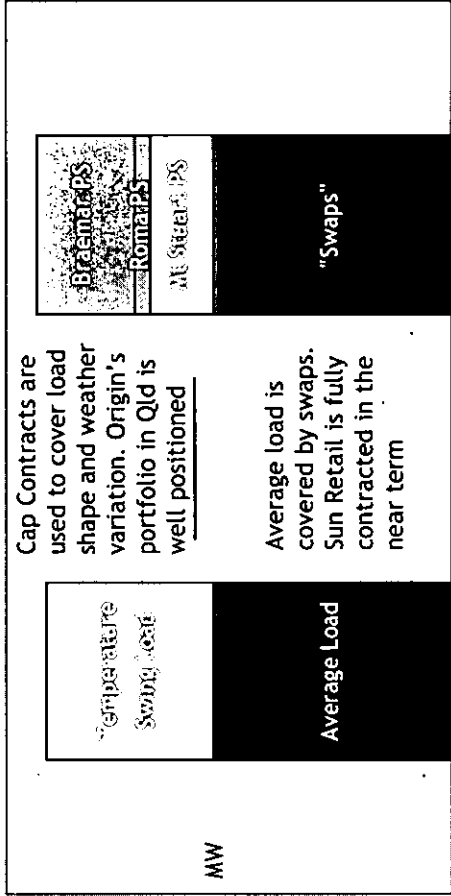 MW
Temperature
Swing Load
Average Load
Cap Contracts are
used to cover load
shape and weather
variation. Origin's
portfolio in Qld is
well positioned
Average load is
covered by swaps.
Sun Retail is fully
contracted in the
near term
Braemar PS
Roma PS
Mt Stuart PS
"Swaps"